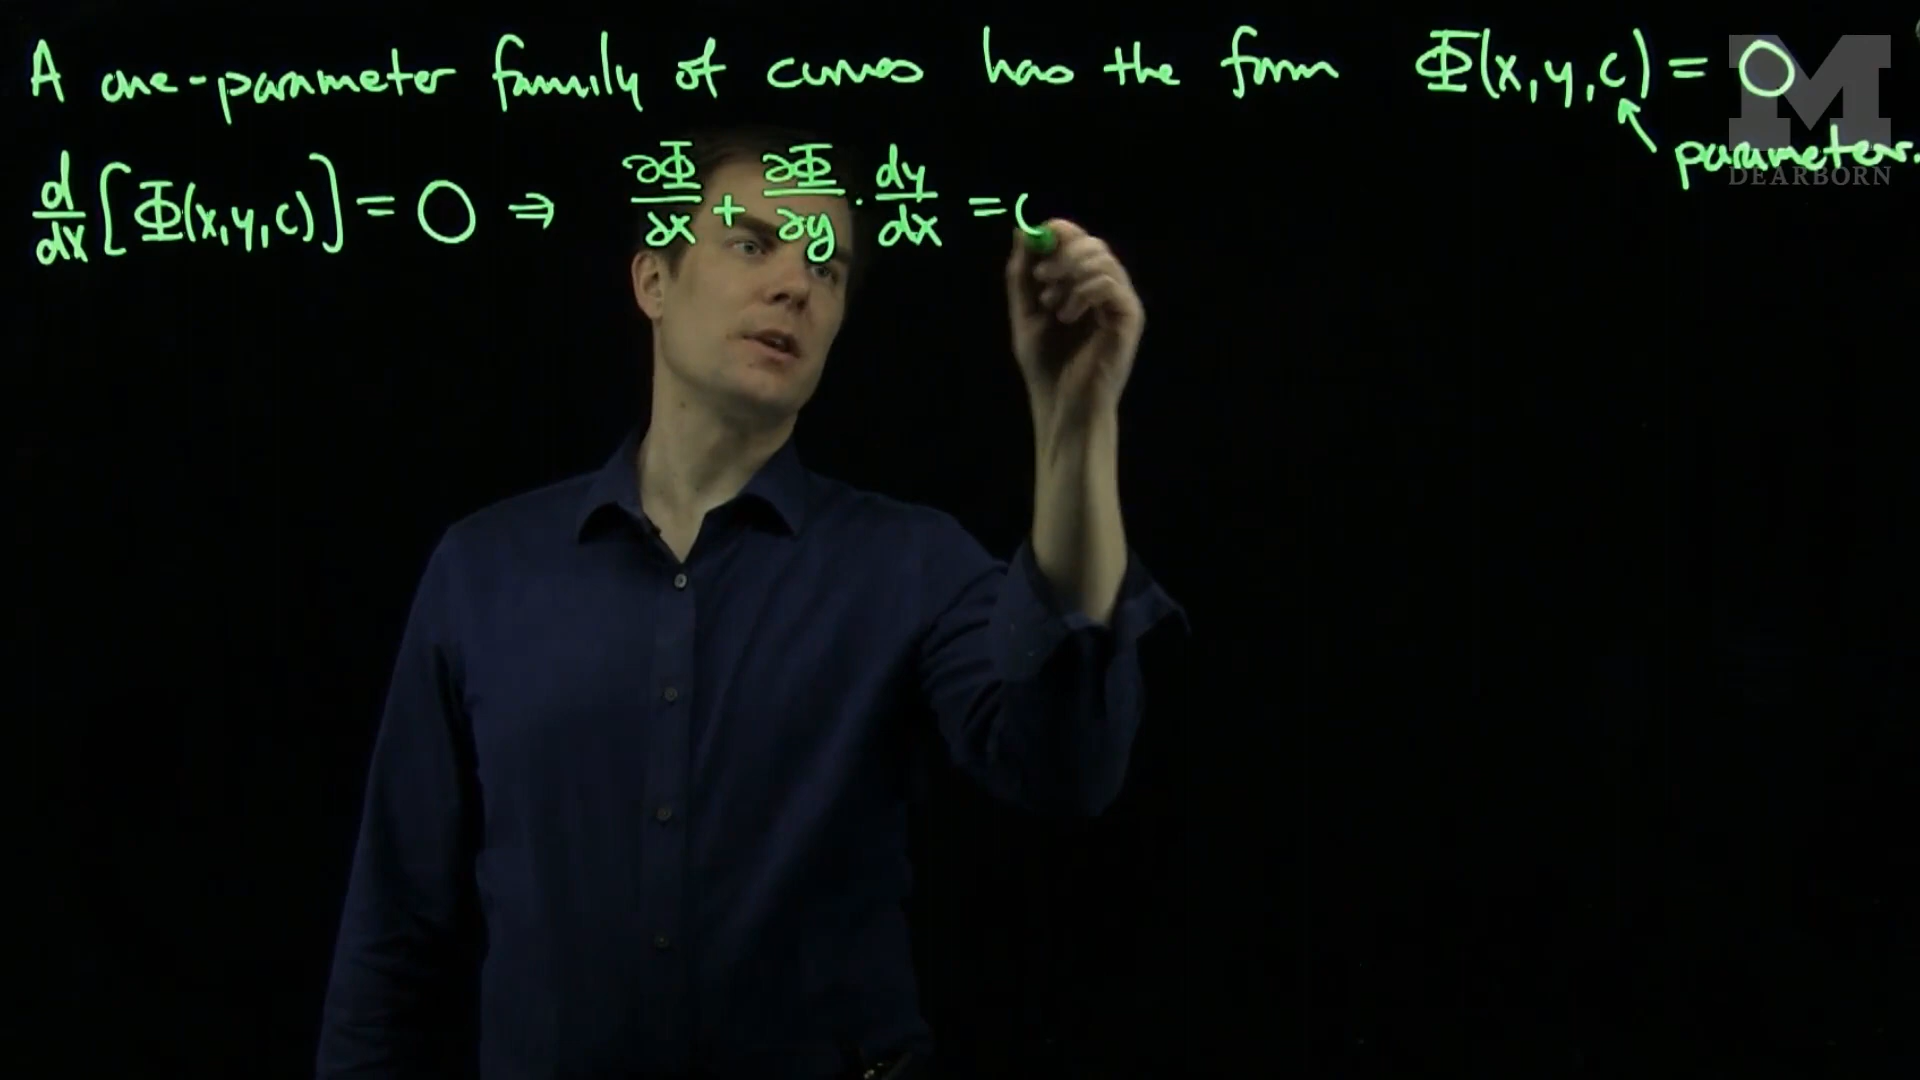 A one-parameter family of curves has the form Φ(x,y,c) = 0
parameter.
d/dx [Φ(x,y,c)] = 0 ⇒ ∂Φ/∂x + ∂Φ/∂y · dy/dx =
M
DEARBORN